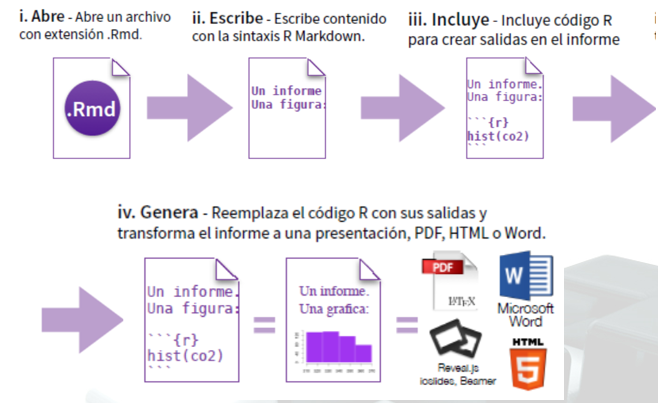 i. Abre - Abre un archivo
con extensión .Rmd.
ii. Escribe - Escribe contenido
con la sintaxis R Markdown.
iii. Incluye - Incluye código R
para crear salidas en el informe
.Rmd
Un informe
Una figura:
Un informe.
Una figura:
```{r}
hist(co2)
```
iv. Genera - Reemplaza el código R con sus salidas y
transforma el informe a una presentación, PDF, HTML o Word.
Un informe.
Una figura:
```{r}
hist(co2)
```
=
Un informe.
Una grafica:
=
PDF
LATEX
W
Microsoft
Word
Reveal.js
ioslides, Beamer
HTML
5